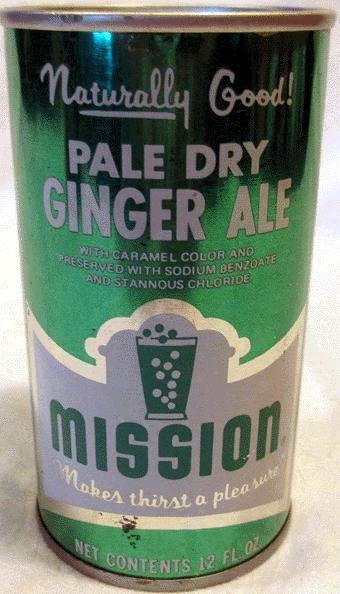 Naturally Good!
PALE DRY
GINGER ALE
WITH CARAMEL COLOR AND
PRESERVED WITH SODIUM BENZOATE
AND STANNOUS CHLORIDE
MISSION
Makes thirst a pleasure
NET CONTENTS 12 FL. OZ.